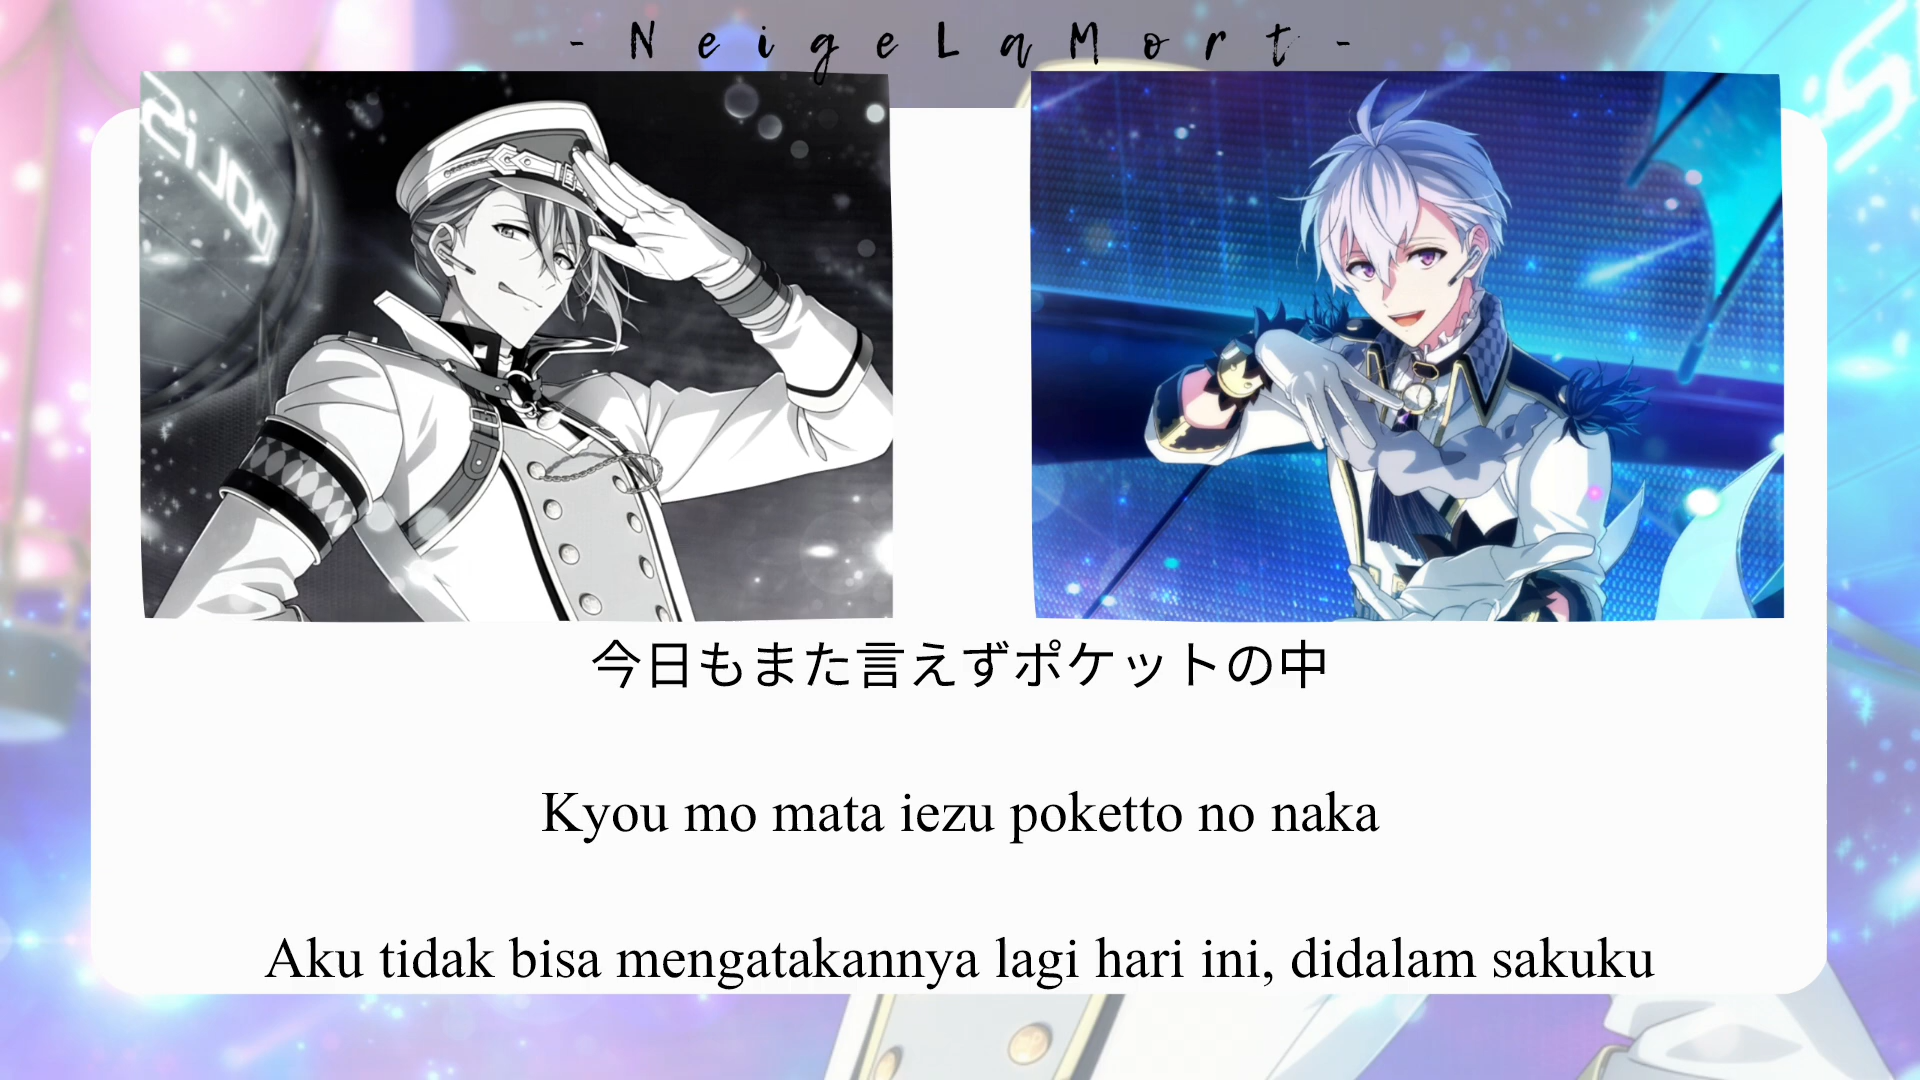 - NeigeLaMort -
今日もまた言えずポケットの中
Kyou mo mata iezu poketto no naka
Aku tidak bisa mengatakannya lagi hari ini, didalam sakuku